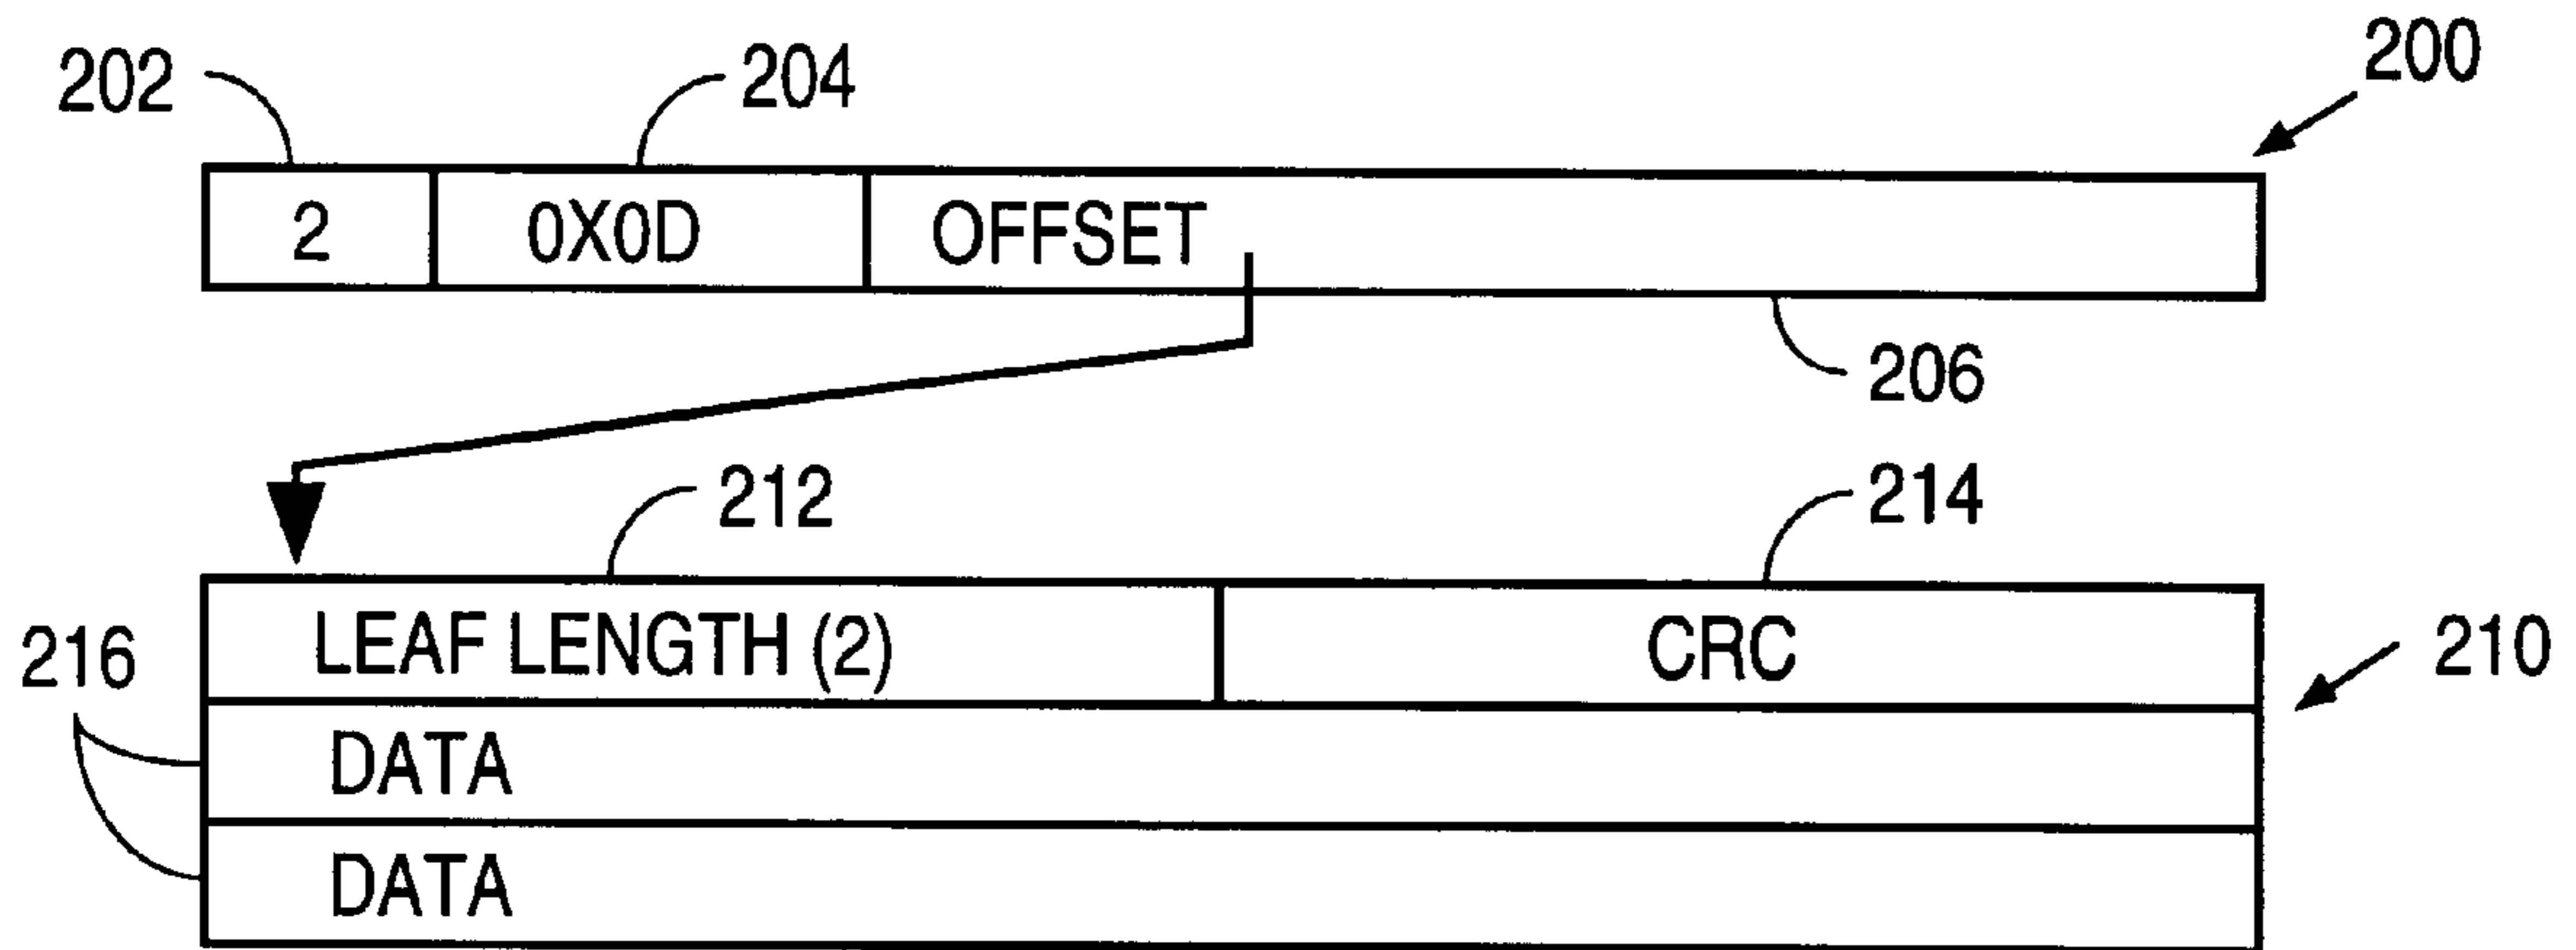 200
202 204
2 0X0D OFFSET
206
212 214
LEAF LENGTH (2) CRC
216 210
DATA
DATA